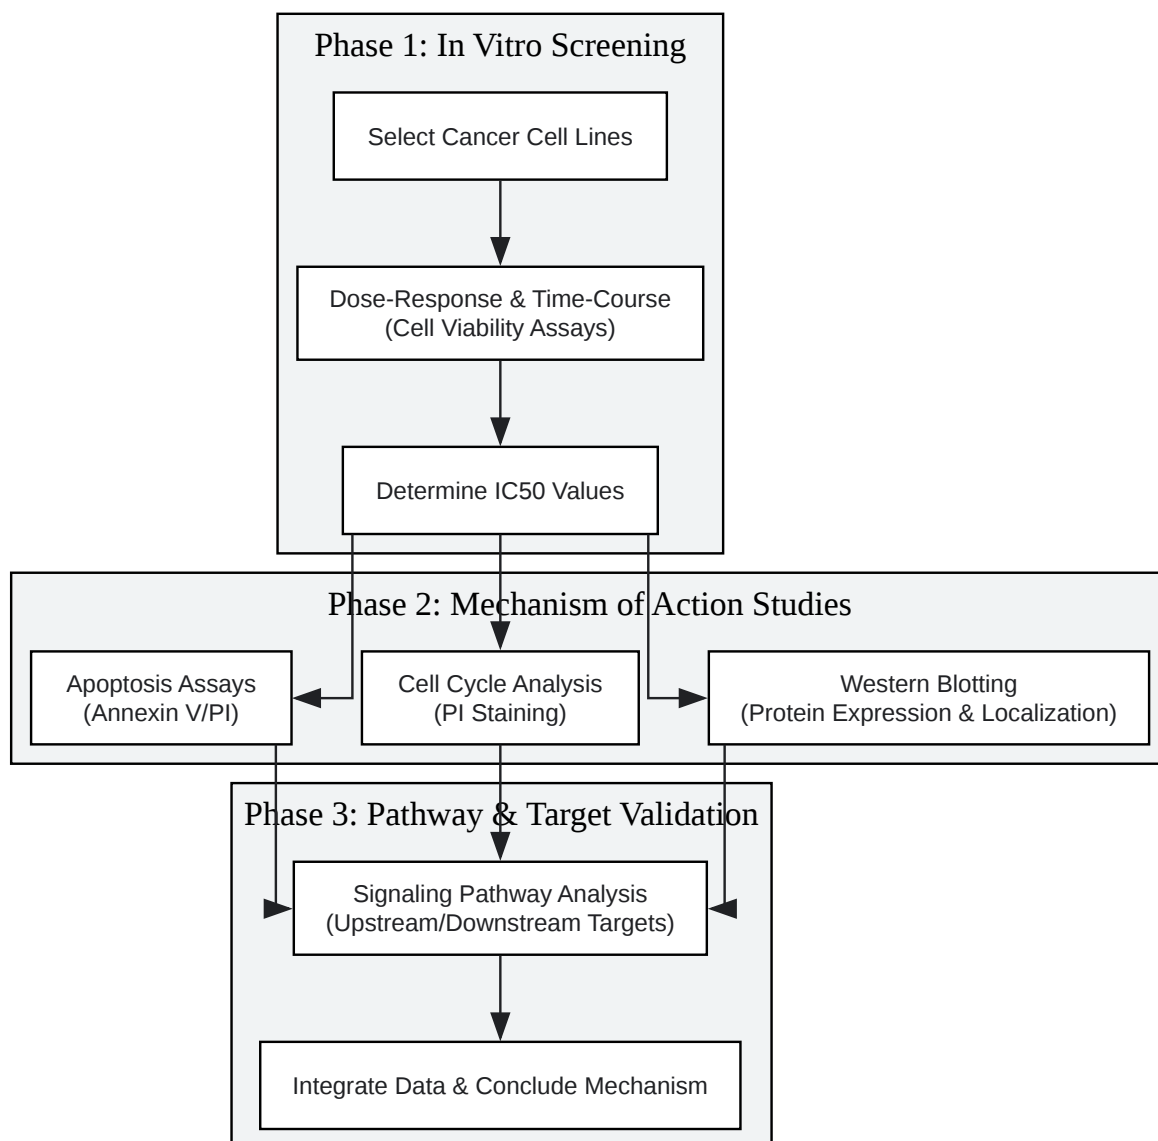 Phase 1: In Vitro Screening
Select Cancer Cell Lines
Dose-Response & Time-Course
(Cell Viability Assays)
Determine IC50 Values
Phase 2: Mechanism of Action Studies
Apoptosis Assays
(Annexin V/PI)
Cell Cycle Analysis
(PI Staining)
Western Blotting
(Protein Expression & Localization)
Phase 3: Pathway & Target Validation
Signaling Pathway Analysis
(Upstream/Downstream Targets)
Integrate Data & Conclude Mechanism